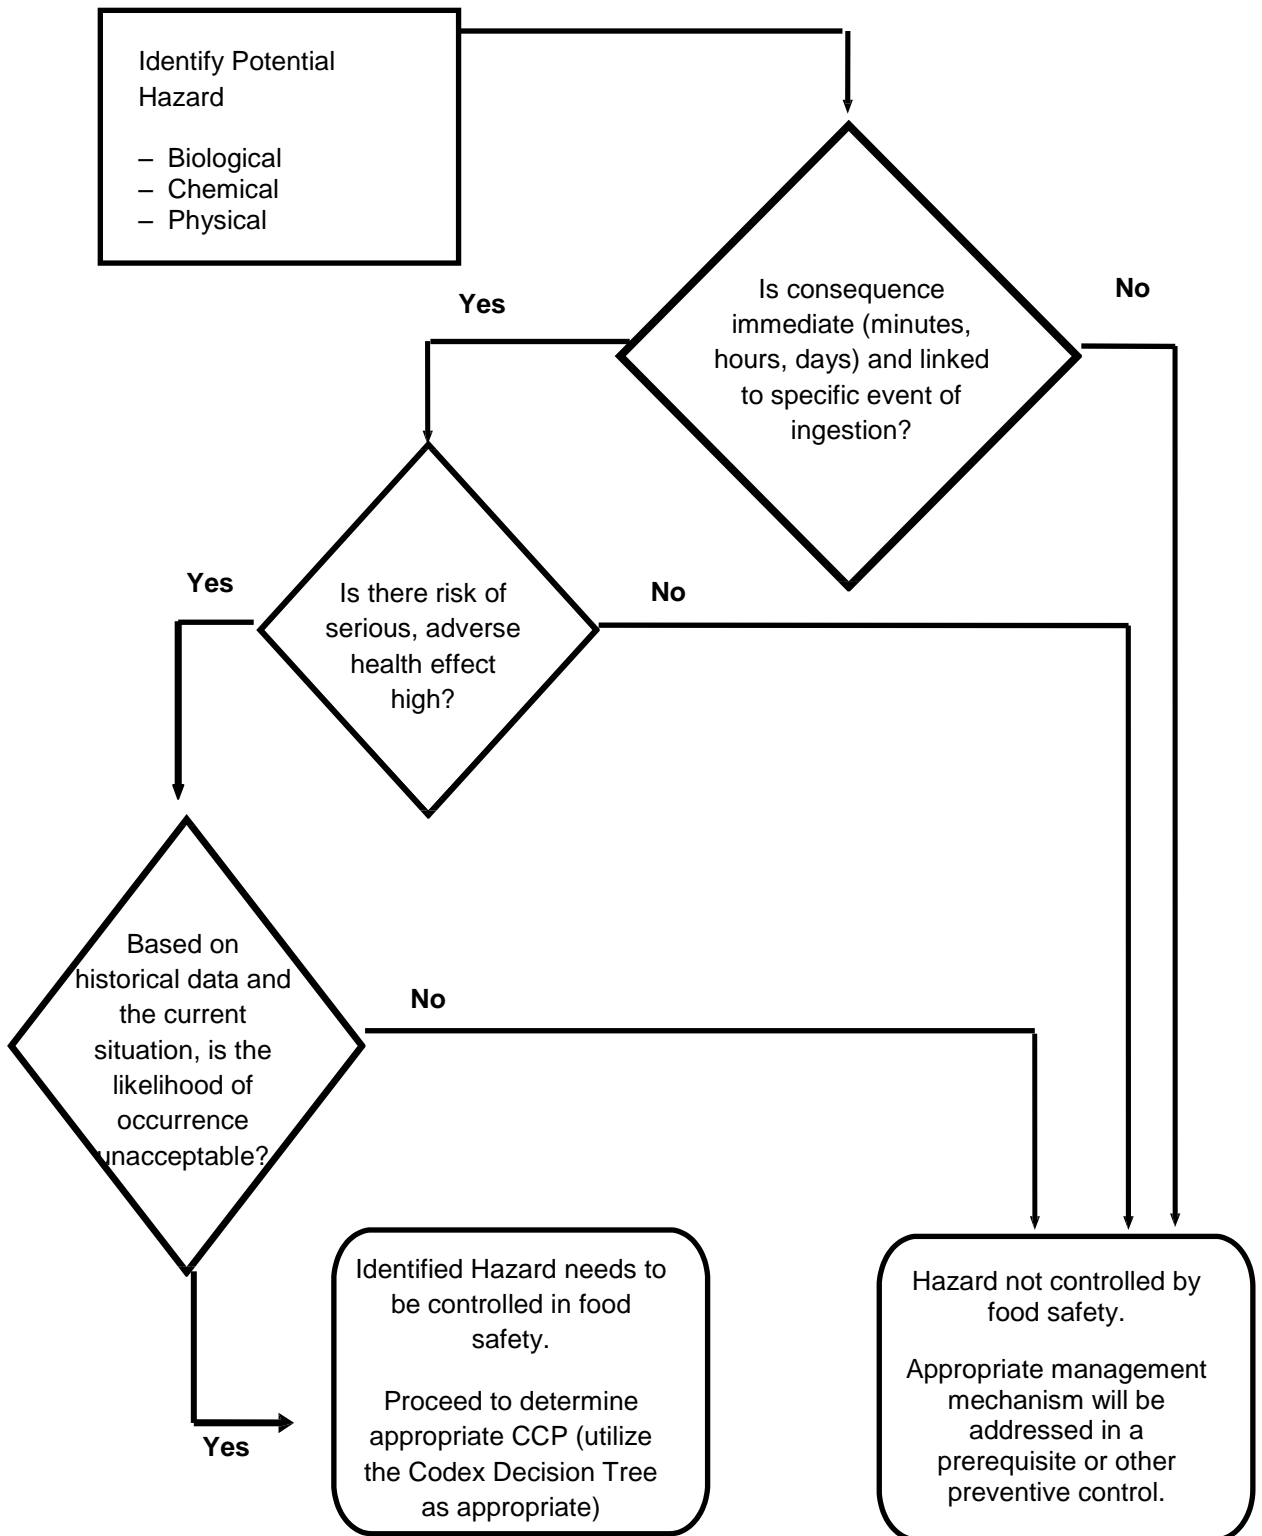 Identify Potential
Hazard
– Biological
– Chemical
– Physical
Is consequence
immediate (minutes,
hours, days) and linked
to specific event of
ingestion?
No
Yes
Is there risk of
serious, adverse
health effect
high?
Yes
No
Based on
historical data and
the current
situation, is the
likelihood of
occurrence
unacceptable?
No
Yes
Identified Hazard needs to
be controlled in food
safety.
Proceed to determine
appropriate CCP (utilize
the Codex Decision Tree
as appropriate)
Hazard not controlled by
food safety.
Appropriate management
mechanism will be
addressed in a
prerequisite or other
preventive control.